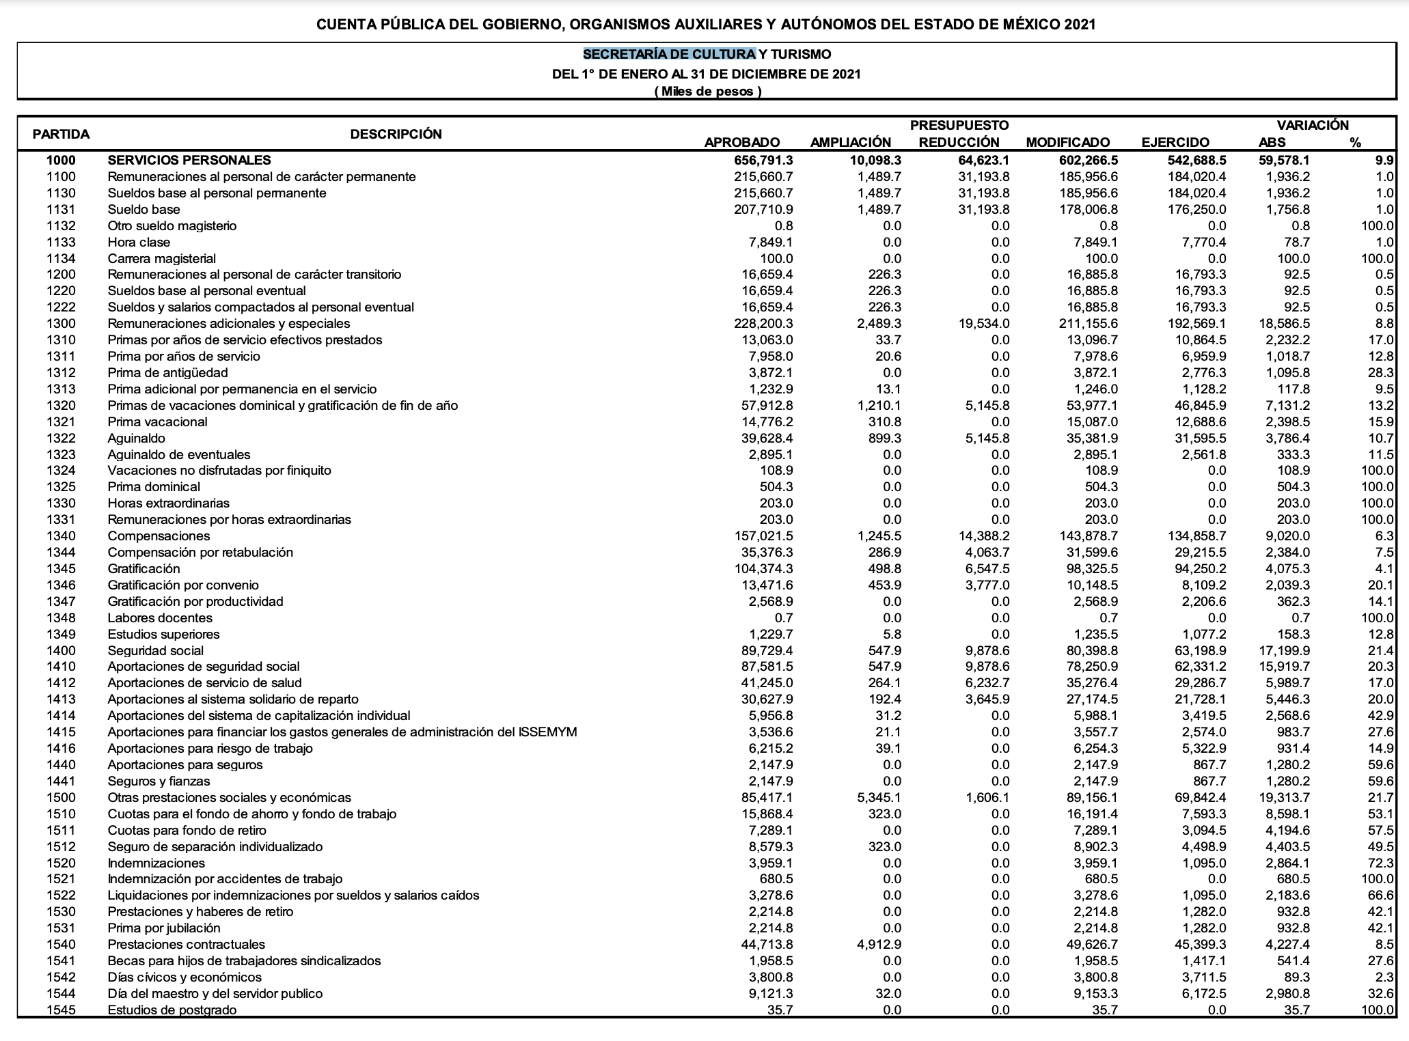 CUENTA PÚBLICA DEL GOBIERNO, ORGANISMOS AUXILIARES Y AUTÓNOMOS DEL ESTADO DE MÉXICO 2021
SECRETARÍA DE CULTURA Y TURISMO
DEL 1° DE ENERO AL 31 DE DICIEMBRE DE 2021
( Miles de pesos )
PRESUPUESTO VARIACIÓN
PARTIDA DESCRIPCIÓN APROBADO AMPLIACIÓN REDUCCIÓN MODIFICADO EJERCIDO ABS %
1000 SERVICIOS PERSONALES 656,791.3 10,098.3 64,623.1 602,266.5 542,688.5 59,578.1 9.9
1100 Remuneraciones al personal de carácter permanente 215,660.7 1,489.7 31,193.8 185,956.6 184,020.4 1,936.2 1.0
1130 Sueldos base al personal permanente 215,660.7 1,489.7 31,193.8 185,956.6 184,020.4 1,936.2 1.0
1131 Sueldo base 207,710.9 1,489.7 31,193.8 178,006.8 176,250.0 1,756.8 1.0
1132 Otro sueldo magisterio 0.8 0.0 0.0 0.8 0.0 0.8 100.0
1133 Hora clase 7,849.1 0.0 0.0 7,849.1 7,770.4 78.7 1.0
1134 Carrera magisterial 100.0 0.0 0.0 100.0 0.0 100.0 100.0
1200 Remuneraciones al personal de carácter transitorio 16,659.4 226.3 0.0 16,885.8 16,793.3 92.5 0.5
1220 Sueldos base al personal eventual 16,659.4 226.3 0.0 16,885.8 16,793.3 92.5 0.5
1222 Sueldos y salarios compactados al personal eventual 16,659.4 226.3 0.0 16,885.8 16,793.3 92.5 0.5
1300 Remuneraciones adicionales y especiales 228,200.3 2,489.3 19,534.0 211,155.6 192,569.1 18,586.5 8.8
1310 Primas por años de servicio efectivos prestados 13,063.0 33.7 0.0 13,096.7 10,864.5 2,232.2 17.0
1311 Prima por años de servicio 7,958.0 20.6 0.0 7,978.6 6,959.9 1,018.7 12.8
1312 Prima de antigüedad 3,872.1 0.0 0.0 3,872.1 2,776.3 1,095.8 28.3
1313 Prima adicional por permanencia en el servicio 1,232.9 13.1 0.0 1,246.0 1,128.2 117.8 9.5
1320 Primas de vacaciones dominical y gratificación de fin de año 57,912.8 1,210.1 5,145.8 53,977.1 46,845.9 7,131.2 13.2
1321 Prima vacacional 14,776.2 310.8 0.0 15,087.0 12,688.6 2,398.5 15.9
1322 Aguinaldo 39,628.4 899.3 5,145.8 35,381.9 31,595.5 3,786.4 10.7
1323 Aguinaldo de eventuales 2,895.1 0.0 0.0 2,895.1 2,561.8 333.3 11.5
1324 Vacaciones no disfrutadas por finiquito 108.9 0.0 0.0 108.9 0.0 108.9 100.0
1325 Prima dominical 504.3 0.0 0.0 504.3 0.0 504.3 100.0
1330 Horas extraordinarias 203.0 0.0 0.0 203.0 0.0 203.0 100.0
1331 Remuneraciones por horas extraordinarias 203.0 0.0 0.0 203.0 0.0 203.0 100.0
1340 Compensaciones 157,021.5 1,245.5 14,388.2 143,878.7 134,858.7 9,020.0 6.3
1344 Compensación por retabulación 35,376.3 286.9 4,063.7 31,599.6 29,215.5 2,384.0 7.5
1345 Gratificación 104,374.3 498.8 6,547.5 98,325.5 94,250.2 4,075.3 4.1
1346 Gratificación por convenio 13,471.6 453.9 3,777.0 10,148.5 8,109.2 2,039.3 20.1
1347 Gratificación por productividad 2,568.9 0.0 0.0 2,568.9 2,206.6 362.3 14.1
1348 Labores docentes 0.7 0.0 0.0 0.7 0.0 0.7 100.0
1349 Estudios superiores 1,229.7 5.8 0.0 1,235.5 1,077.2 158.3 12.8
1400 Seguridad social 89,729.4 547.9 9,878.6 80,398.8 63,198.9 17,199.9 21.4
1410 Aportaciones de seguridad social 87,581.5 547.9 9,878.6 78,250.9 62,331.2 15,919.7 20.3
1412 Aportaciones de servicio de salud 41,245.0 264.1 6,232.7 35,276.4 29,286.7 5,989.7 17.0
1413 Aportaciones al sistema solidario de reparto 30,627.9 192.4 3,645.9 27,174.5 21,728.1 5,446.3 20.0
1414 Aportaciones del sistema de capitalización individual 5,956.8 31.2 0.0 5,988.1 3,419.5 2,568.6 42.9
1415 Aportaciones para financiar los gastos generales de administración del ISSEMYM 3,536.6 21.1 0.0 3,557.7 2,574.0 983.7 27.6
1416 Aportaciones para riesgo de trabajo 6,215.2 39.1 0.0 6,254.3 5,322.9 931.4 14.9
1440 Aportaciones para seguros 2,147.9 0.0 0.0 2,147.9 867.7 1,280.2 59.6
1441 Seguros y fianzas 2,147.9 0.0 0.0 2,147.9 867.7 1,280.2 59.6
1500 Otras prestaciones sociales y económicas 85,417.1 5,345.1 1,606.1 89,156.1 69,842.4 19,313.7 21.7
1510 Cuotas para el fondo de ahorro y fondo de trabajo 15,868.4 323.0 0.0 16,191.4 7,593.3 8,598.1 53.1
1511 Cuotas para fondo de retiro 7,289.1 0.0 0.0 7,289.1 3,094.5 4,194.6 57.5
1512 Seguro de separación individualizado 8,579.3 323.0 0.0 8,902.3 4,498.9 4,403.5 49.5
1520 Indemnizaciones 3,959.1 0.0 0.0 3,959.1 1,095.0 2,864.1 72.3
1521 Indemnización por accidentes de trabajo 680.5 0.0 0.0 680.5 0.0 680.5 100.0
1522 Liquidaciones por indemnizaciones por sueldos y salarios caídos 3,278.6 0.0 0.0 3,278.6 1,095.0 2,183.6 66.6
1530 Prestaciones y haberes de retiro 2,214.8 0.0 0.0 2,214.8 1,282.0 932.8 42.1
1531 Prima por jubilación 2,214.8 0.0 0.0 2,214.8 1,282.0 932.8 42.1
1540 Prestaciones contractuales 44,713.8 4,912.9 0.0 49,626.7 45,399.3 4,227.4 8.5
1541 Becas para hijos de trabajadores sindicalizados 1,958.5 0.0 0.0 1,958.5 1,417.1 541.4 27.6
1542 Días cívicos y económicos 3,800.8 0.0 0.0 3,800.8 3,711.5 89.3 2.3
1544 Día del maestro y del servidor publico 9,121.3 32.0 0.0 9,153.3 6,172.5 2,980.8 32.6
1545 Estudios de postgrado 35.7 0.0 0.0 35.7 0.0 35.7 100.0